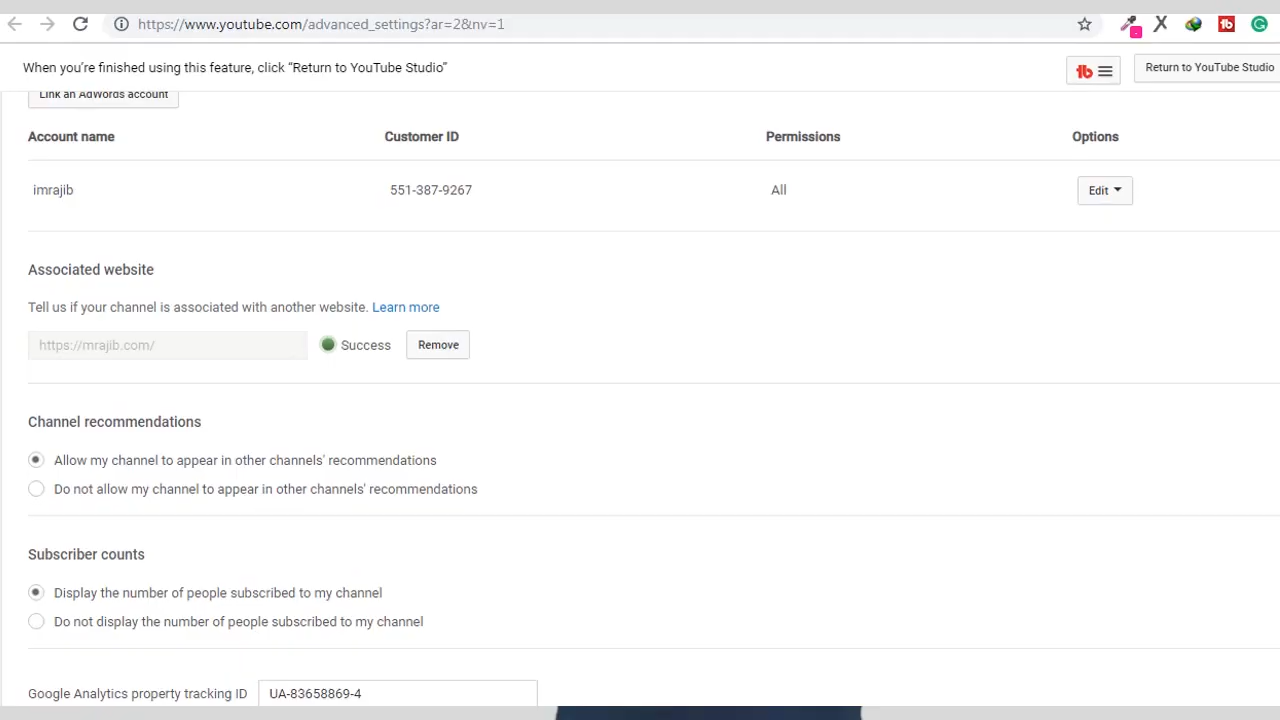 https://www.youtube.com/advanced_settings?ar=2&nv=1
When you're finished using this feature, click “Return to YouTube Studio”
Return to YouTube Studio
Link an AdWords account
Account name Customer ID Permissions Options
imrajib 551-387-9267 All Edit
Associated website
Tell us if your channel is associated with another website. Learn more
https://mrajib.com/ Success Remove
Channel recommendations
Allow my channel to appear in other channels' recommendations
Do not allow my channel to appear in other channels' recommendations
Subscriber counts
Display the number of people subscribed to my channel
Do not display the number of people subscribed to my channel
Google Analytics property tracking ID UA-83658869-4